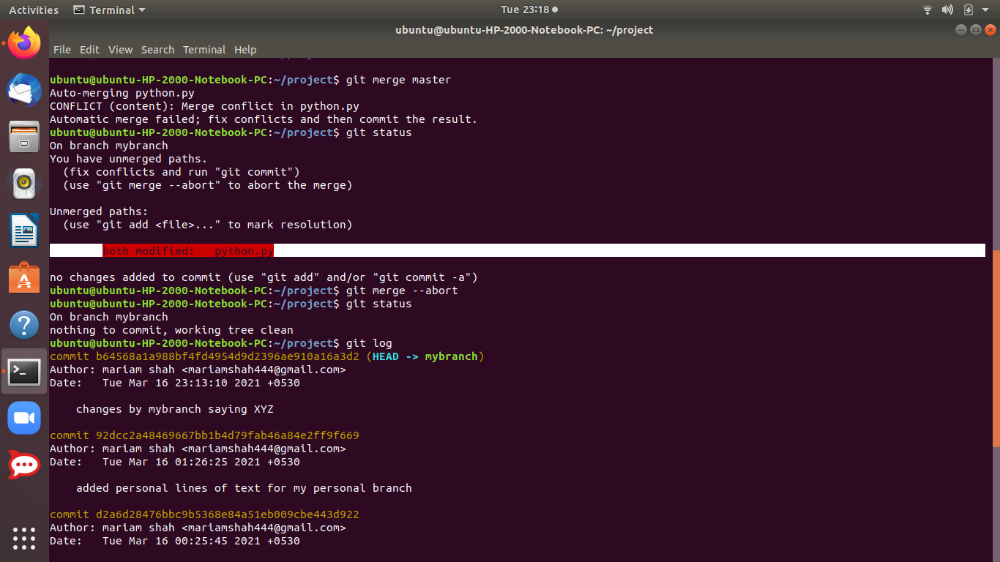 Activities Terminal Tue 23:18
ubuntu@ubuntu-HP-2000-Notebook-PC: ~/project
File Edit View Search Terminal Help
ubuntu@ubuntu-HP-2000-Notebook-PC:~/project$ git merge master
Auto-merging python.py
CONFLICT (content): Merge conflict in python.py
Automatic merge failed; fix conflicts and then commit the result.
ubuntu@ubuntu-HP-2000-Notebook-PC:~/project$ git status
On branch mybranch
You have unmerged paths.
  (fix conflicts and run "git commit")
  (use "git merge --abort" to abort the merge)
Unmerged paths:
  (use "git add <file>..." to mark resolution)
        both modified:   python.py
no changes added to commit (use "git add" and/or "git commit -a")
ubuntu@ubuntu-HP-2000-Notebook-PC:~/project$ git merge --abort
ubuntu@ubuntu-HP-2000-Notebook-PC:~/project$ git status
On branch mybranch
nothing to commit, working tree clean
ubuntu@ubuntu-HP-2000-Notebook-PC:~/project$ git log
commit b64568a1a988bf4fd4954d9d2396ae910a16a3d2 (HEAD -> mybranch)
Author: mariam shah <mariamshah444@gmail.com>
Date:   Tue Mar 16 23:13:10 2021 +0530
    changes by mybranch saying XYZ
commit 92dcc2a48469667bb1b4d79fab46a84e2ff9f669
Author: mariam shah <mariamshah444@gmail.com>
Date:   Tue Mar 16 01:26:25 2021 +0530
    added personal lines of text for my personal branch
commit d2a6d28476bbc9b5368e84a51eb009cbe443d922
Author: mariam shah <mariamshah444@gmail.com>
Date:   Tue Mar 16 00:25:45 2021 +0530